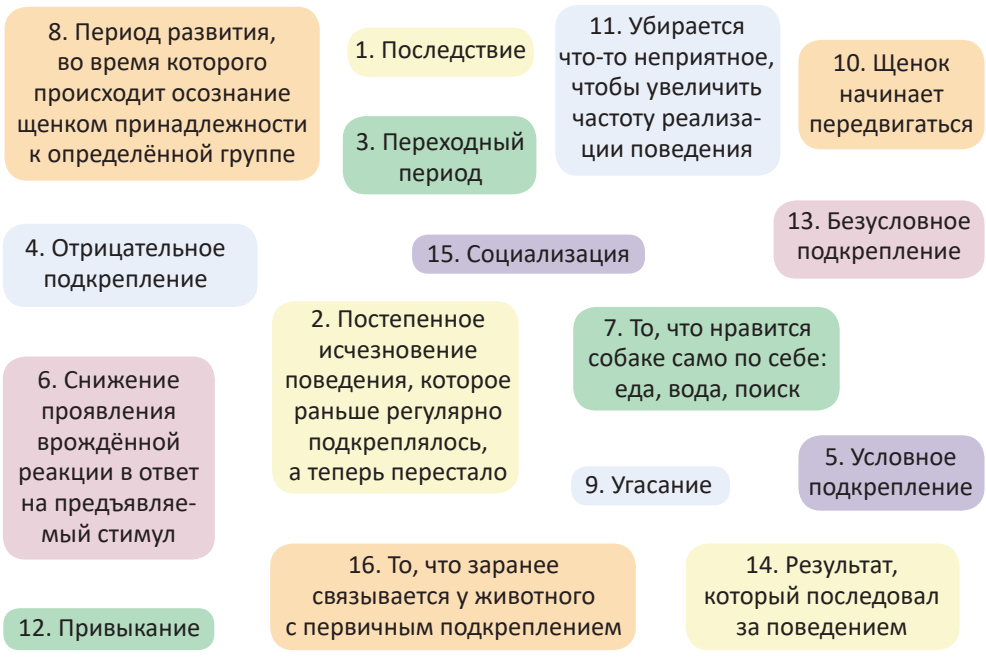 8. Период развития,
во время которого
происходит осознание
щенком принадлежности
к определённой группе
1. Последствие
11. Убирается
что-то неприятное,
чтобы увеличить
частоту реализа-
ции поведения
10. Щенок
начинает
передвигаться
3. Переходный
период
4. Отрицательное
подкрепление
15. Социализация
13. Безусловное
подкрепление
2. Постепенное
исчезновение
поведения, которое
раньше регулярно
подкреплялось,
а теперь перестало
7. То, что нравится
собаке само по себе:
еда, вода, поиск
6. Снижение
проявления
врождённой
реакции в ответ
на предъявляе-
мый стимул
9. Угасание
5. Условное
подкрепление
16. То, что заранее
связывается у животного
с первичным подкреплением
14. Результат,
который последовал
за поведением
12. Привыкание